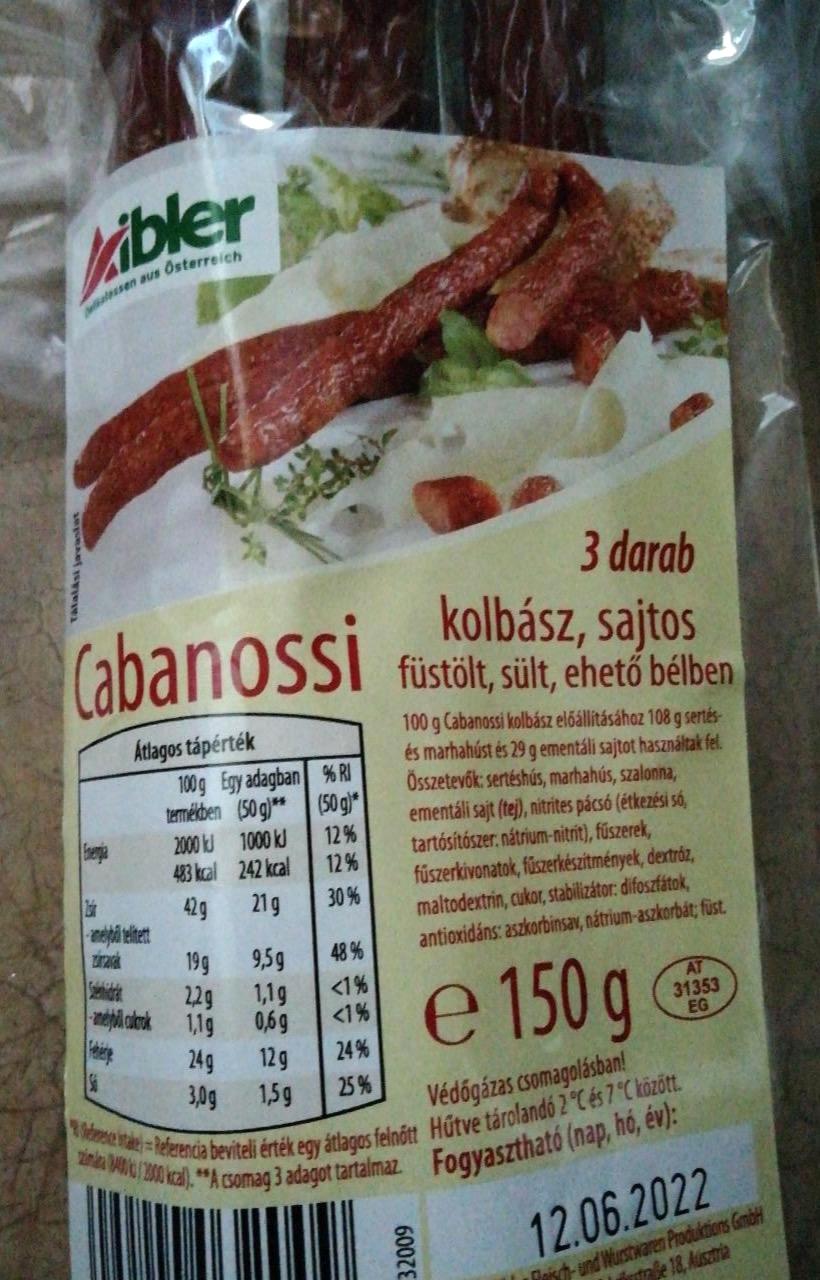 Aibler
Delikatessen aus Österreich
Tálalási javaslat
3 darab
Cabanossi
kolbász, sajtos
füstölt, sült, ehető bélben
100 g Cabanossi kolbász előállításához 108 g sertés-
és marhahúst és 29 g ementáli sajtot használtak fel.
Összetevők: sertéshús, marhahús, szalonna,
ementáli sajt (tej), nitrites pácsó (étkezési só,
tartósítószer: nátrium-nitrit), fűszerek,
fűszerkivonatok, fűszerkészítmények, dextróz,
maltodextrin, cukor, stabilizátor: difoszfátok,
antioxidáns: aszkorbinsav, nátrium-aszkorbát; füst.
Átlagos tápérték
100 g Egy adagban % RI
termékben (50 g)** (50 g)*
Energia 2000 kJ 1000 kJ 12 %
483 kcal 242 kcal 12 %
Zsír 42 g 21 g 30 %
- amelyből telített
zsírsavak 19 g 9,5 g 48 %
Szénhidrát 2,2 g 1,1 g <1 %
- amelyből cukrok 1,1 g 0,6 g <1 %
Fehérje 24 g 12 g 24 %
Só 3,0 g 1,5 g 25 %
*RI (Reference Intake) = Referencia beviteli érték egy átlagos felnőtt
számára (8400 kJ / 2000 kcal). **A csomag 3 adagot tartalmaz.
e 150 g
AT
31353
EG
Védőgázas csomagolásban!
Hűtve tárolandó 2 °C és 7 °C között.
Fogyasztható (nap, hó, év):
12.06.2022
32009
Fleisch- und Wurstwaren Produktions GmbH
18, Ausztria